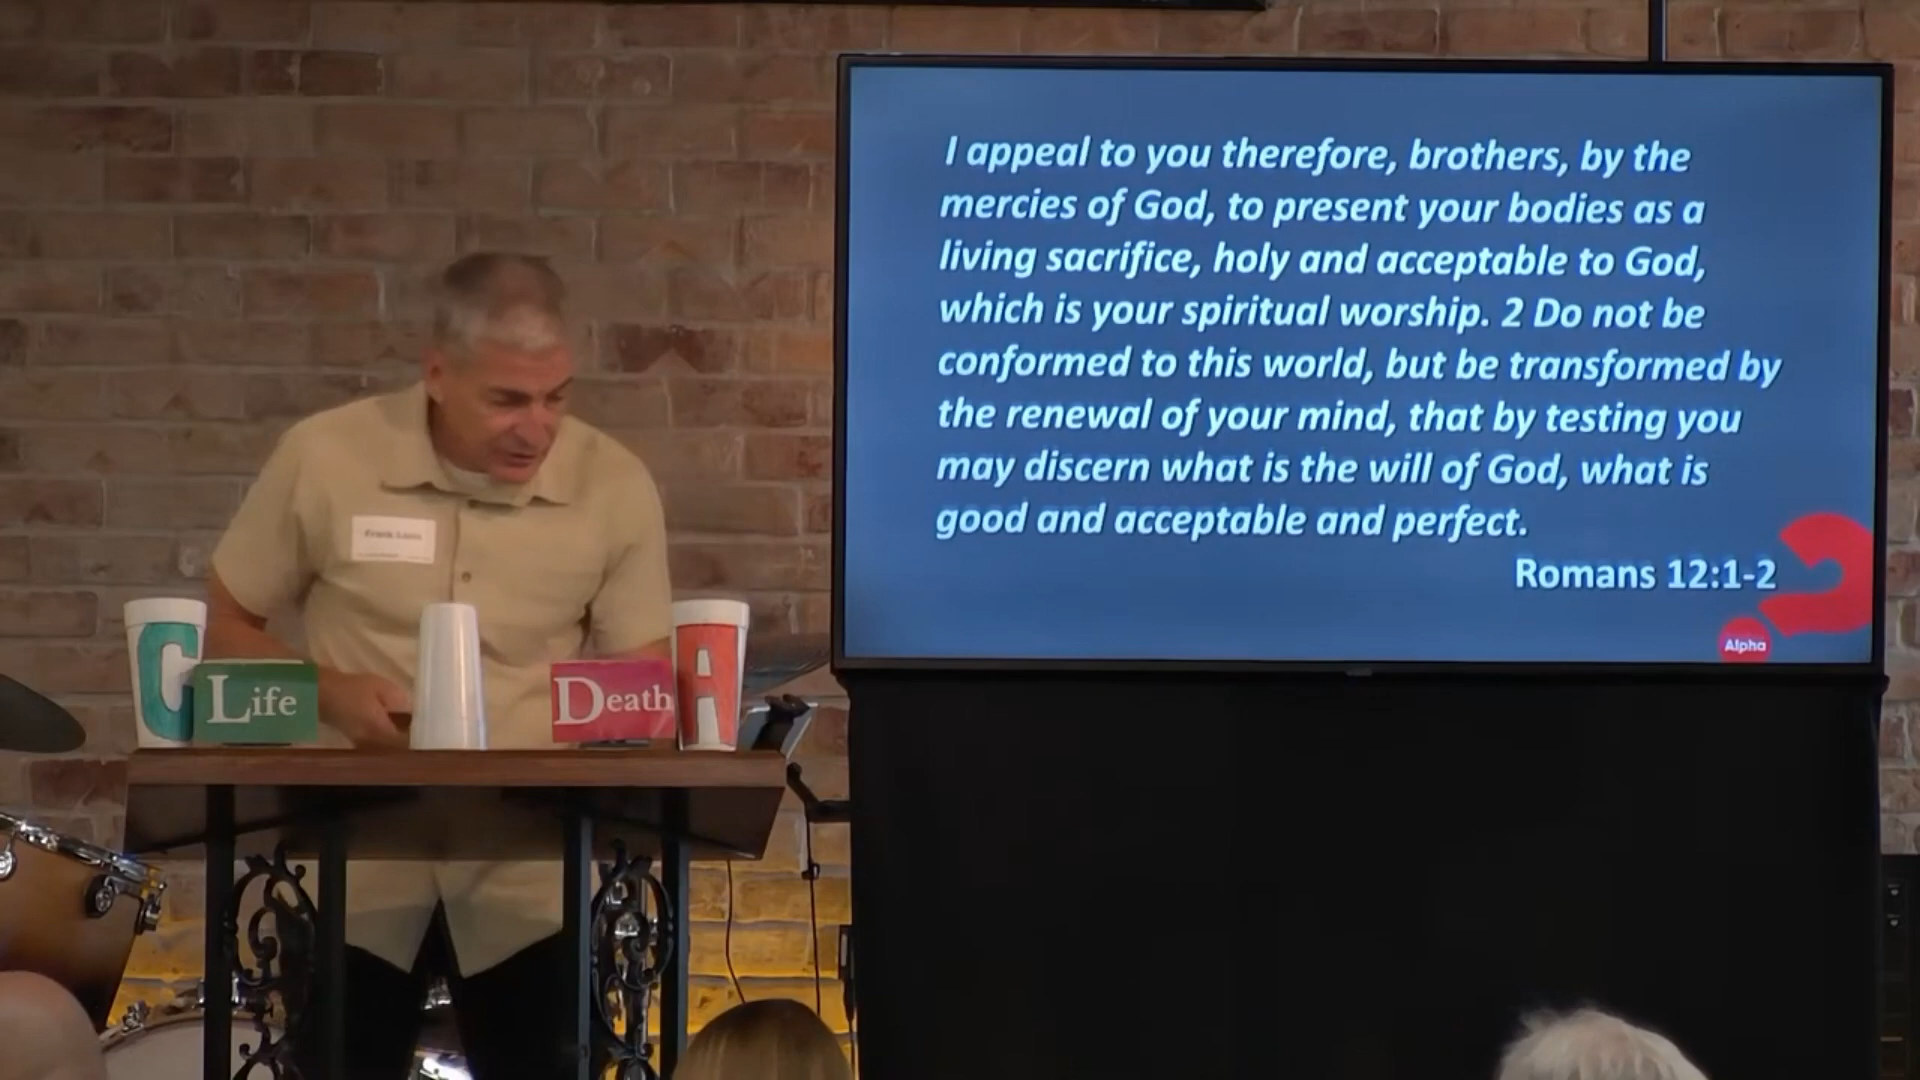 I appeal to you therefore, brothers, by the
mercies of God, to present your bodies as a
living sacrifice, holy and acceptable to God,
which is your spiritual worship. 2 Do not be
conformed to this world, but be transformed by
the renewal of your mind, that by testing you
may discern what is the will of God, what is
good and acceptable and perfect.
Romans 12:1-2
Alpha
C
Life
Death
A